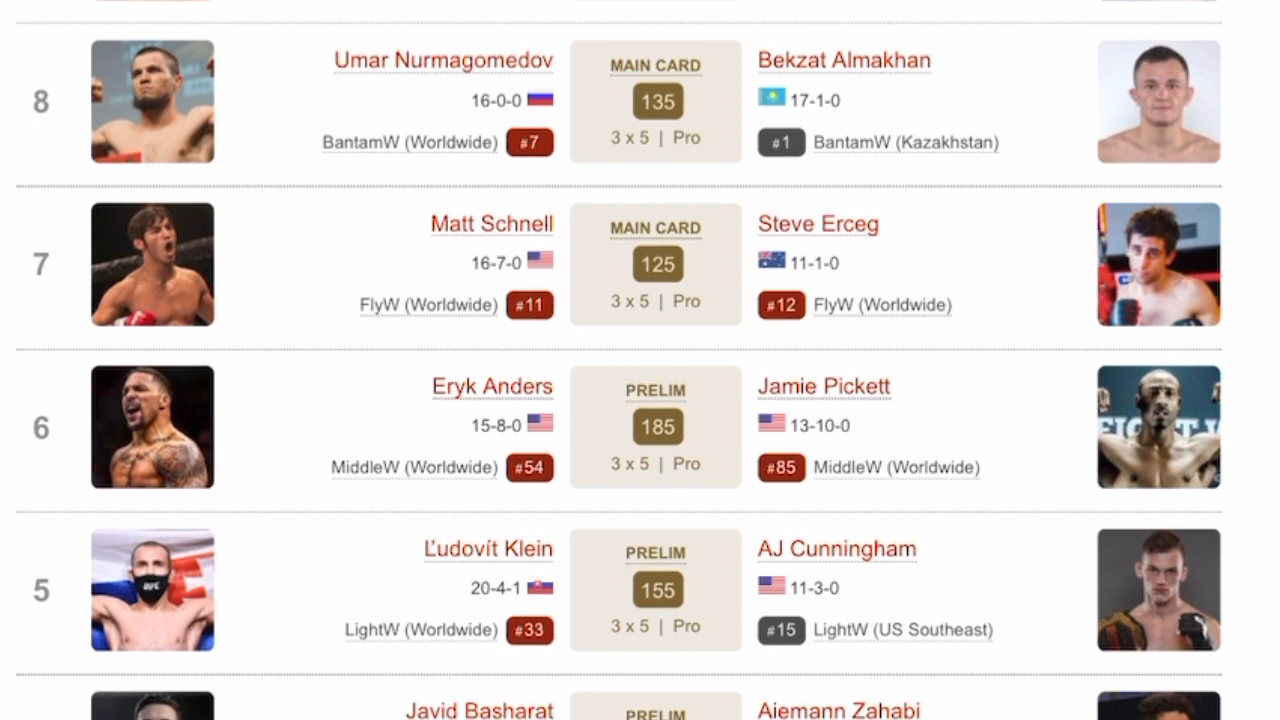 8
Umar Nurmagomedov
16-0-0
BantamW (Worldwide) #7
MAIN CARD
135
3 x 5 | Pro
Bekzat Almakhan
17-1-0
#1 BantamW (Kazakhstan)
7
Matt Schnell
16-7-0
FlyW (Worldwide) #11
MAIN CARD
125
3 x 5 | Pro
Steve Erceg
11-1-0
#12 FlyW (Worldwide)
6
Eryk Anders
15-8-0
MiddleW (Worldwide) #54
PRELIM
185
3 x 5 | Pro
Jamie Pickett
13-10-0
#85 MiddleW (Worldwide)
5
Ľudovít Klein
20-4-1
LightW (Worldwide) #33
PRELIM
155
3 x 5 | Pro
AJ Cunningham
11-3-0
#15 LightW (US Southeast)
Javid Basharat
PRELIM
Aiemann Zahabi
UFC